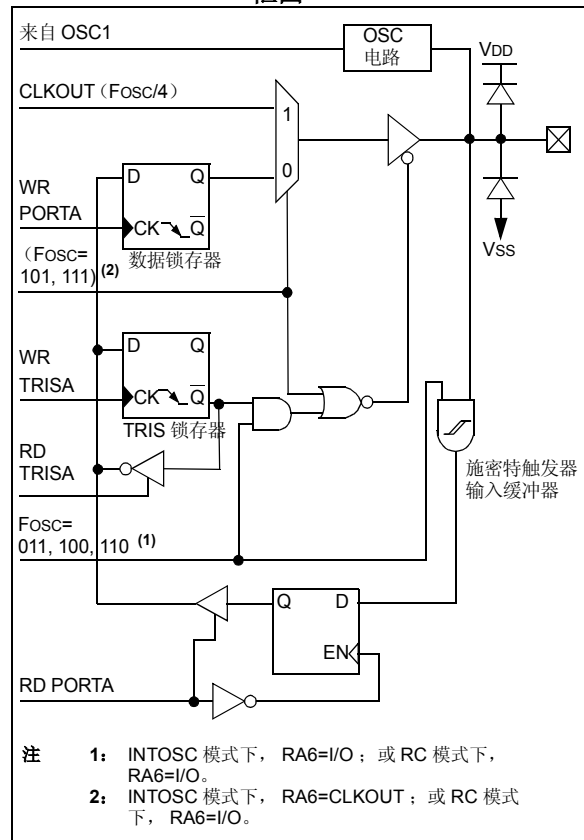 来自 OSC1
OSC
电路
VDD
CLKOUT（FOSC/4）
1
0
D Q
WR
PORTA
CK Q
数据锁存器
VSS
（FOSC=
101, 111) (2)
D Q
WR
TRISA
CK Q
TRIS 锁存器
RD
TRISA
施密特触发器
输入缓冲器
FOSC=
011, 100, 110 (1)
Q D
EN
RD PORTA
注 1： INTOSC 模式下， RA6=I/O ；或 RC 模式下，
RA6=I/O。
2： INTOSC 模式下， RA6=CLKOUT ；或 RC 模式
下， RA6=I/O。